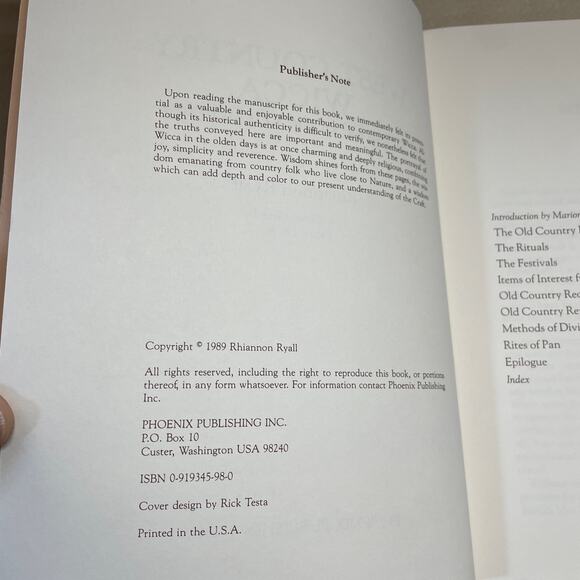 Publisher's Note
Upon reading the manuscript for this book, we immediately felt its poten-
tial as a valuable and enjoyable contribution to contemporary Wicca. Al-
though its historical authenticity is difficult to verify, we nonetheless felt that
the truths conveyed here are important and meaningful. The portrayal of
Wicca in the olden days is at once charming and deeply religious, combining
joy, simplicity and reverence. Wisdom shines forth from these pages, the wis-
dom emanating from country folk who live close to Nature, and a wisdom
which can add depth and color to our present understanding of the Craft.
Copyright © 1989 Rhiannon Ryall
All rights reserved, including the right to reproduce this book, or portions
thereof, in any form whatsoever. For information contact Phoenix Publishing
Inc.
PHOENIX PUBLISHING INC.
P.O. Box 10
Custer, Washington USA 98240
ISBN 0-919345-98-0
Cover design by Rick Testa
Printed in the U.S.A.
Introduction by Marion
The Old Country
The Rituals
The Festivals
Items of Interest
Old Country Rec
Old Country Re
Methods of Divi
Rites of Pan
Epilogue
Index